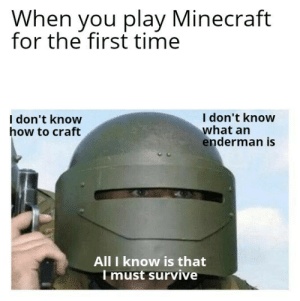 When you play Minecraft
for the first time
I don't know
how to craft
I don't know
what an
enderman is
All I know is that
I must survive